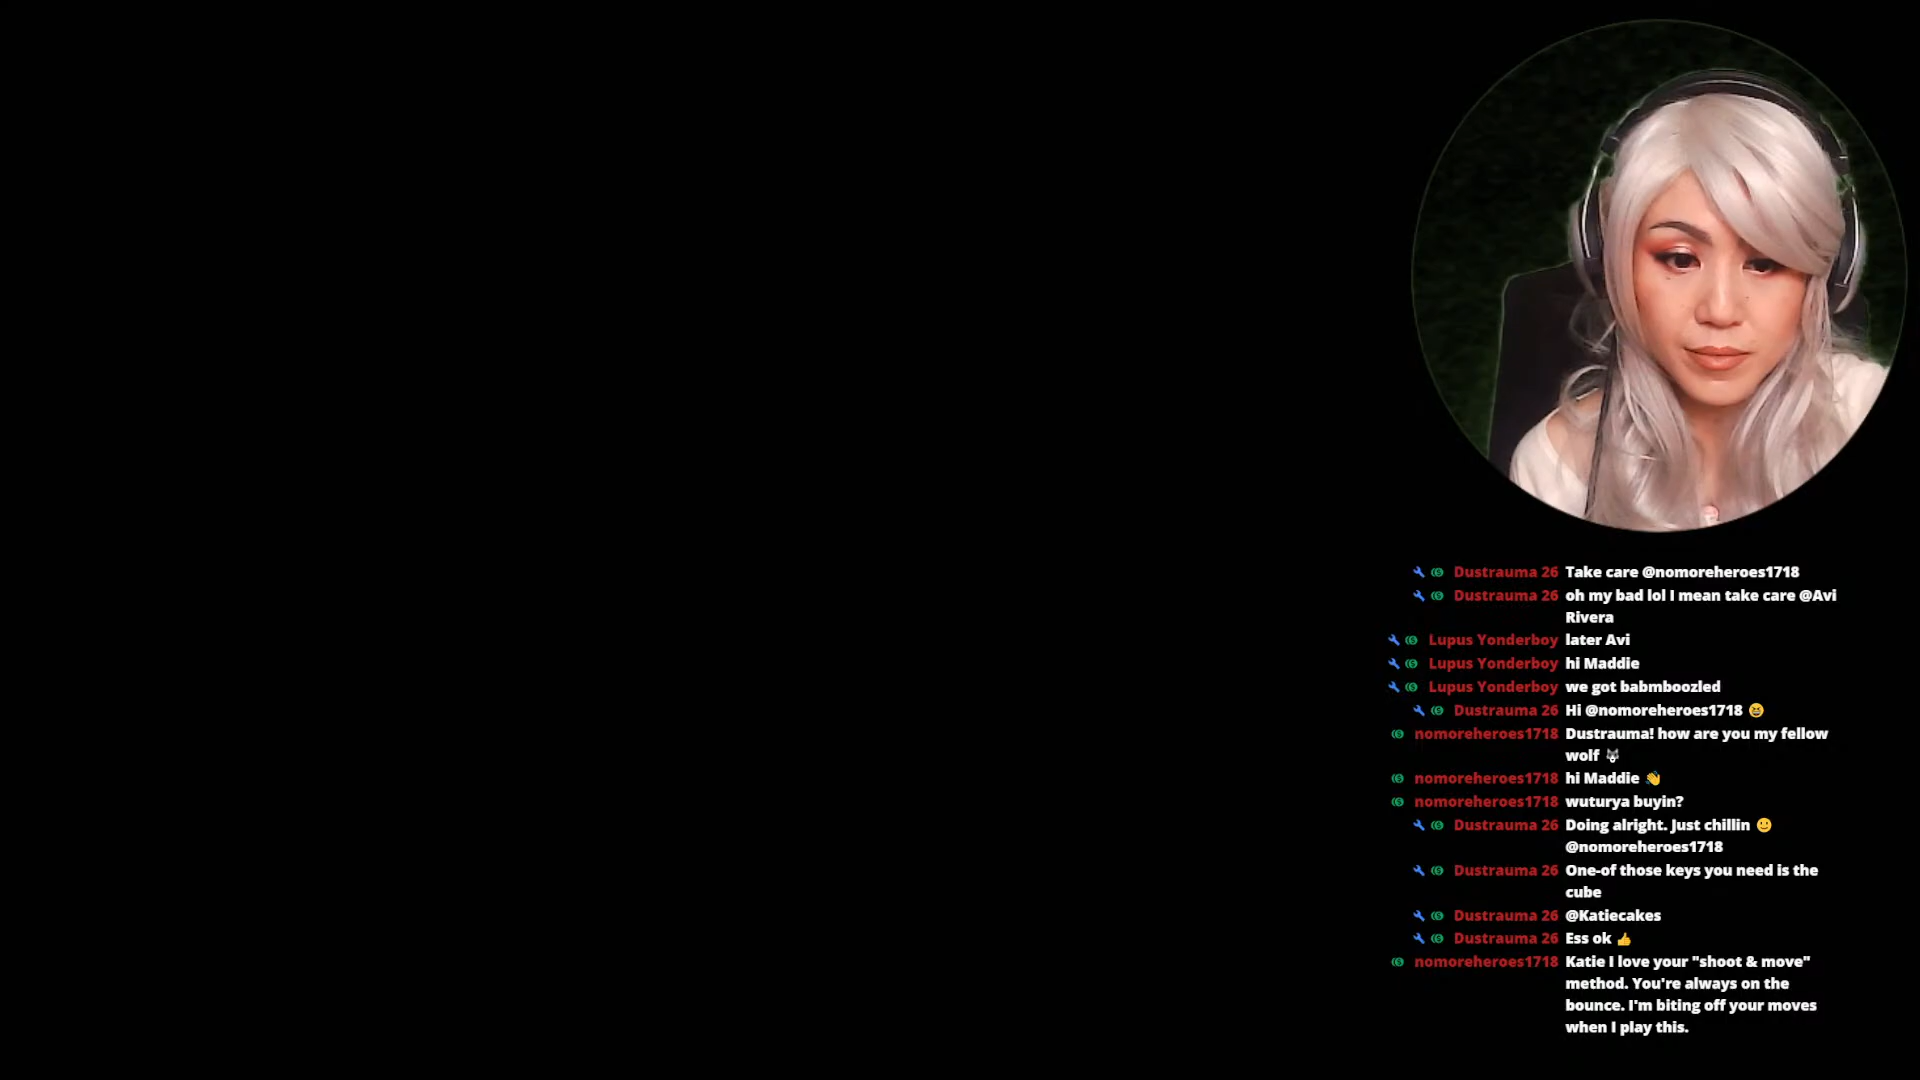 Dustrauma 26 Take care @nomoreheroes1718
Dustrauma 26 oh my bad lol I mean take care @Avi
Rivera
Lupus Yonderboy later Avi
Lupus Yonderboy hi Maddie
Lupus Yonderboy we got babmboozled
Dustrauma 26 Hi @nomoreheroes1718 😆
nomoreheroes1718 Dustrauma! how are you my fellow
wolf 🐺
nomoreheroes1718 hi Maddie 👋
nomoreheroes1718 wuturya buyin?
Dustrauma 26 Doing alright. Just chillin 🙂
@nomoreheroes1718
Dustrauma 26 One-of those keys you need is the
cube
Dustrauma 26 @Katiecakes
Dustrauma 26 Ess ok 👍
nomoreheroes1718 Katie I love your "shoot & move"
method. You're always on the
bounce. I'm biting off your moves
when I play this.